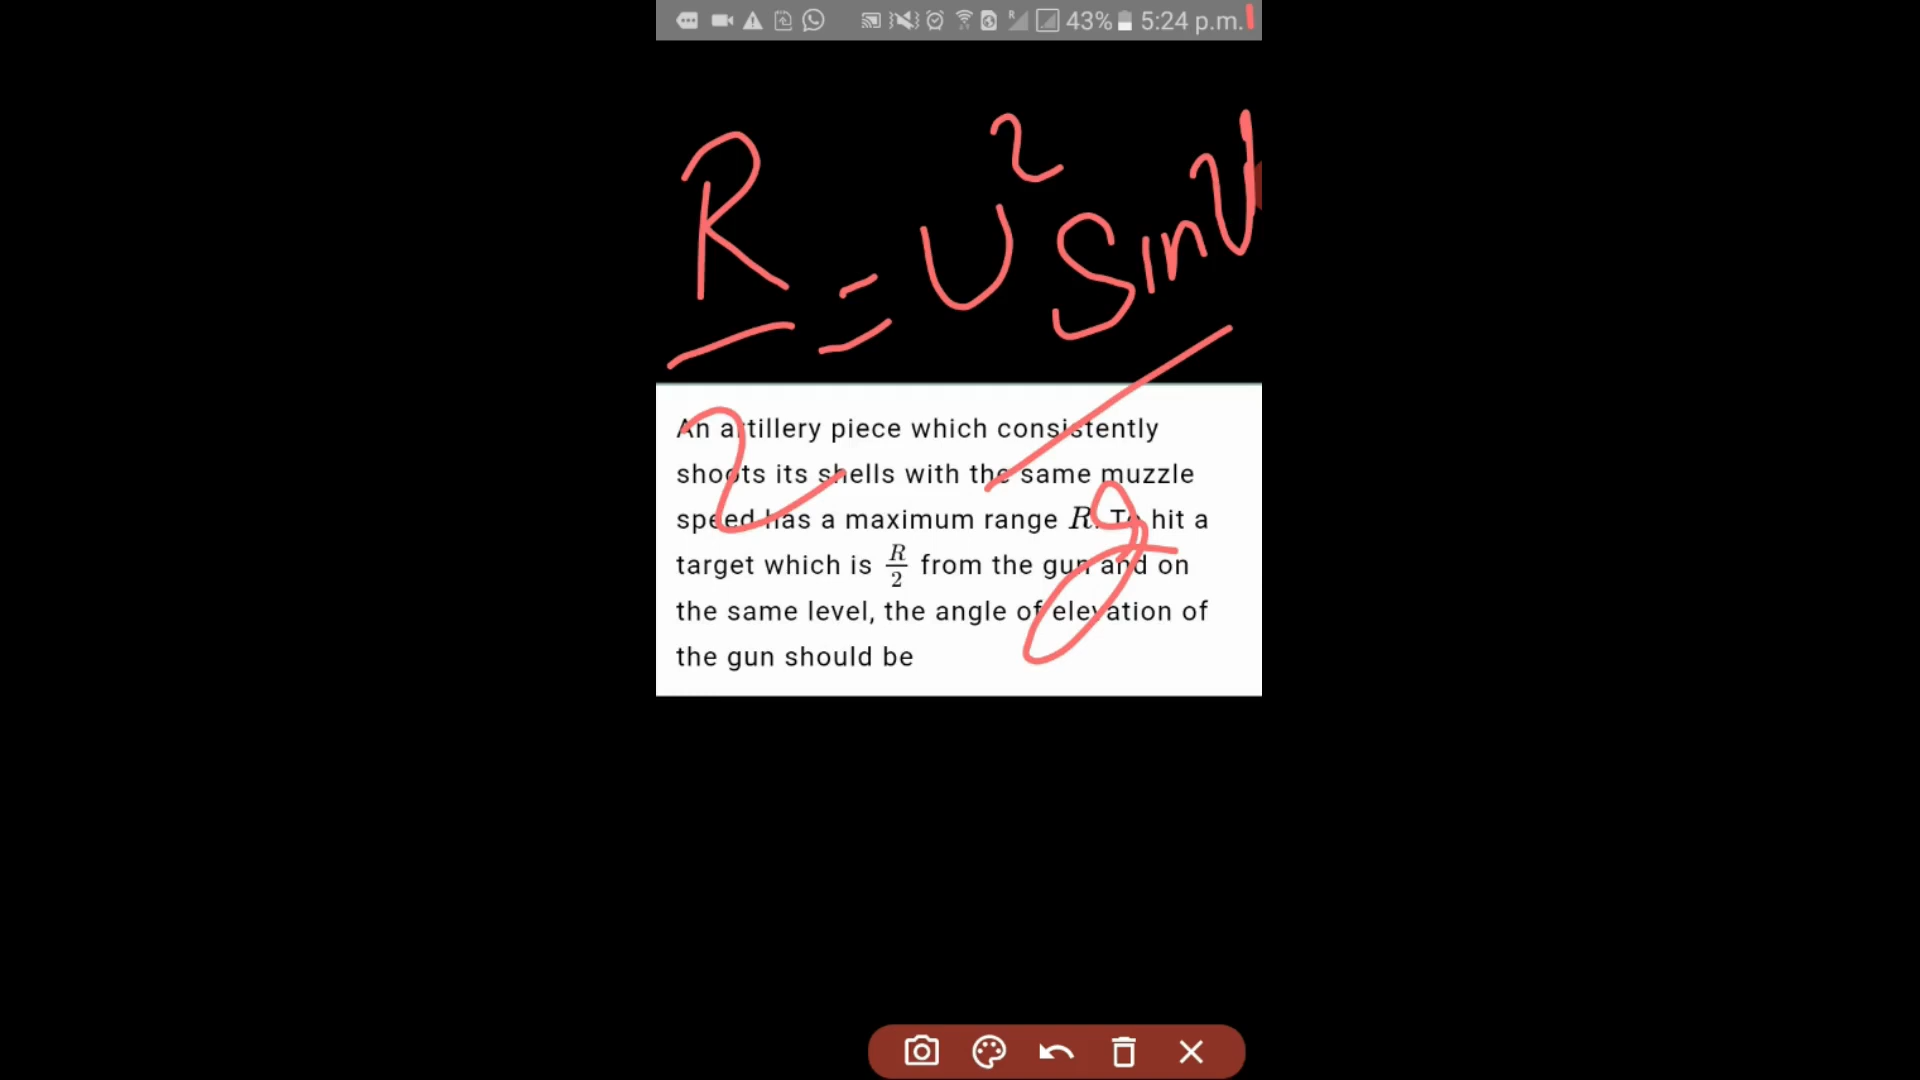 43% 5:24 p.m.
R/2 = U² Sin2
g
An artillery piece which consistently
shoots its shells with the same muzzle
speed has a maximum range R. To hit a
target which is R/2 from the gun and on
the same level, the angle of elevation of
the gun should be